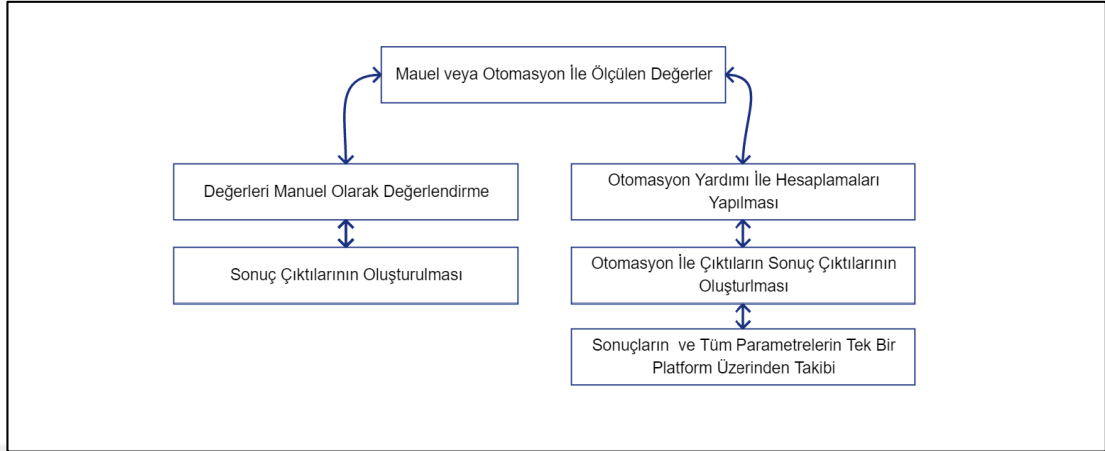 Mauel veya Otomasyon İle Ölçülen Değerler
Değerleri Manuel Olarak Değerlendirme
Sonuç Çıktılarının Oluşturulması
Otomasyon Yardımı İle Hesaplamaları
Yapılması
Otomasyon İle Çıktıların Sonuç Çıktılarının
Oluşturlması
Sonuçların ve Tüm Parametrelerin Tek Bir
Platform Üzerinden Takibi